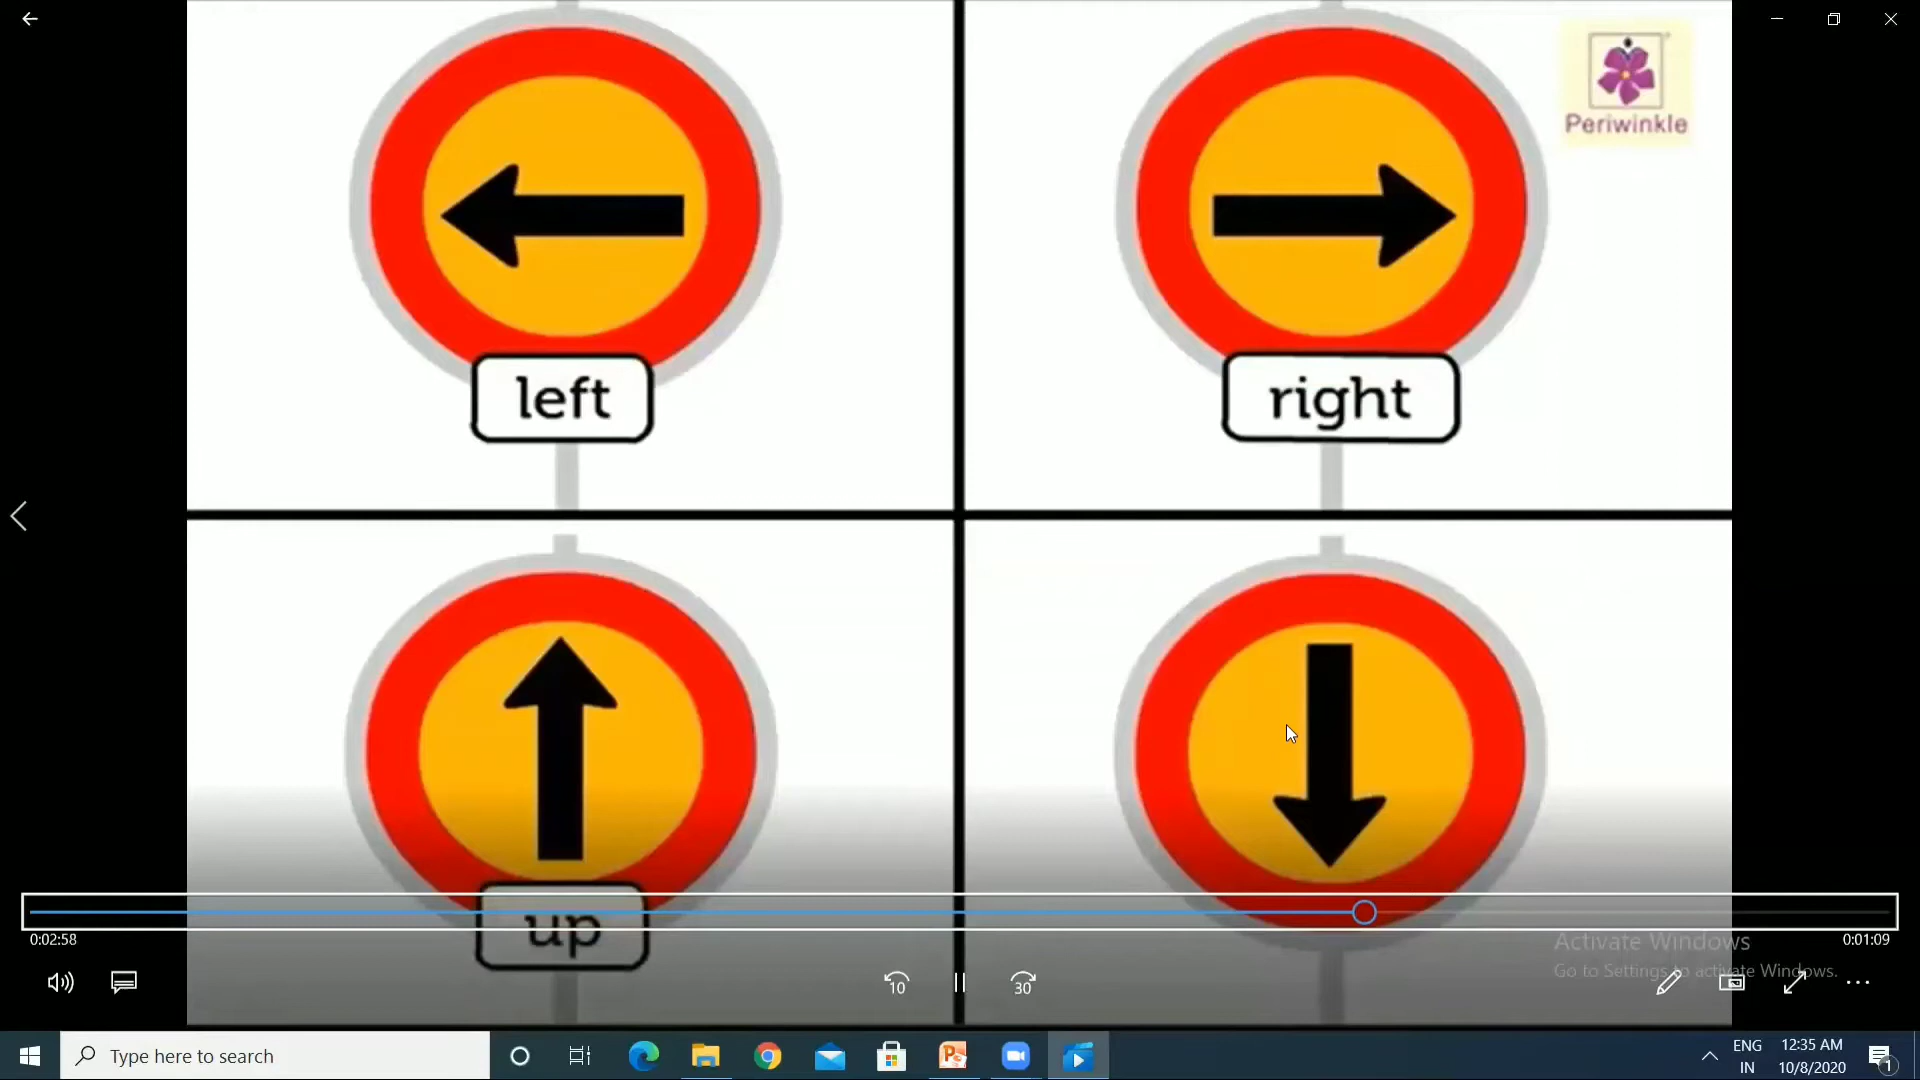 Periwinkle
left
right
up
0:02:58
0:01:09
Activate Windows
Go to Settings to activate Windows.
10
30
Type here to search
ENG
IN
12:35 AM
10/8/2020
1